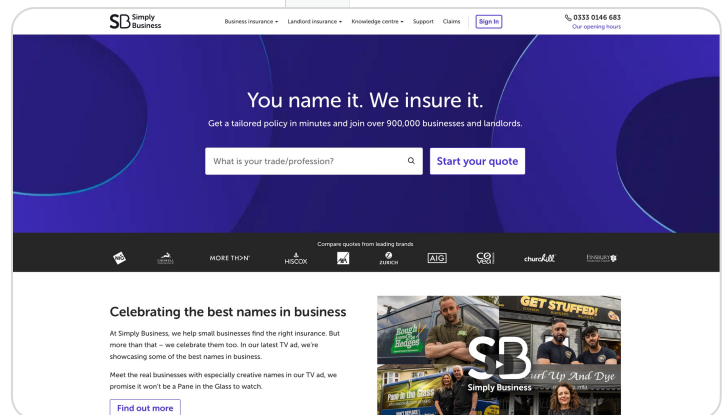 Simply
Business
Business insurance
Landlord insurance
Knowledge centre
Support
Claims
Sign In
0333 0146 683
Our opening hours
You name it. We insure it.
Get a tailored policy in minutes and join over 900,000 businesses and landlords.
What is your trade/profession?
Start your quote
Compare quotes from leading brands
MORE TH>N
HISCOX
AXA
ZURICH
AIG
covéa
churchill
FINSBURY
Celebrating the best names in business
At Simply Business, we help small businesses find the right insurance. But
more than that – we celebrate them too. In our latest TV ad, we're
showcasing some of the best names in business.
Meet the real businesses with especially creative names in our TV ad, we
promise it won't be a Pane in the Glass to watch.
Find out more
Rough
Hedges
GET STUFFED!
SB
Simply Business
Curl Up And Dye
Pane in the Glass